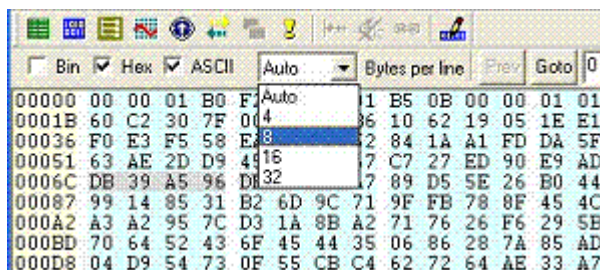 Bin Hex ASCII Auto Bytes per line Prev Goto 0
00000 00 00 01 B0 Auto 1 B5 0B 00 00 01 01
0001B 60 C2 30 7F 4 10 62 19 05 1E E1
00036 F0 E3 F5 58 8 84 1A A1 FD DA 5F
00051 63 AE 2D D9 16 C7 27 ED 90 E9 AD
0006C DB 39 A5 96 32 89 D5 5E 26 B0 44
00087 99 14 85 31 B2 6D 9C 71 9F FB 78 8F 45 4C
000A2 A3 A2 95 7C D3 1A 8B A2 71 76 26 F6 29 5B
000BD 70 64 52 43 6F 45 44 35 06 86 28 7A 85 AD
000D8 04 D9 54 73 0F 55 CB C4 62 72 64 AE 33 A7